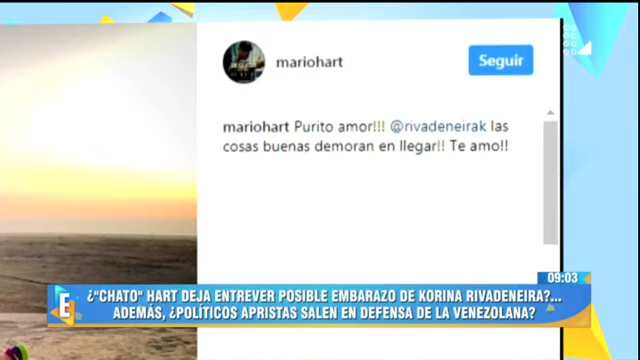 mariohart
Seguir
mariohart Purito amor!!! @rivadeneirak las
cosas buenas demoran en llegar!! Te amo!!
09:03
E
¿"CHATO" HART DEJA ENTREVER POSIBLE EMBARAZO DE KORINA RIVADENEIRA?...
ADEMÁS, ¿POLÍTICOS APRISTAS SALEN EN DEFENSA DE LA VENEZOLANA?